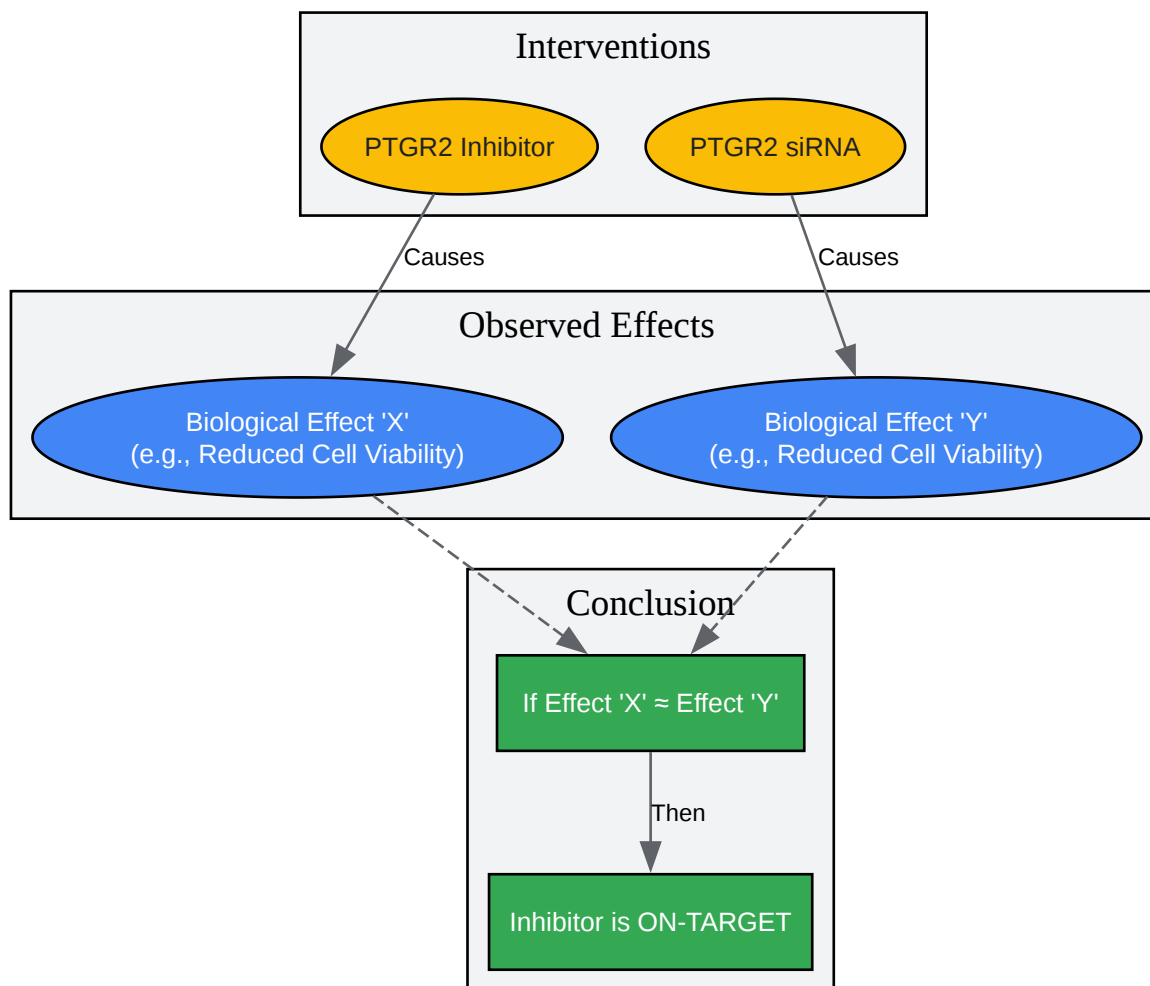 Interventions
PTGR2 Inhibitor
PTGR2 siRNA
Causes
Causes
Observed Effects
Biological Effect 'X'
(e.g., Reduced Cell Viability)
Biological Effect 'Y'
(e.g., Reduced Cell Viability)
Conclusion
If Effect 'X' ≈ Effect 'Y'
Then
Inhibitor is ON-TARGET